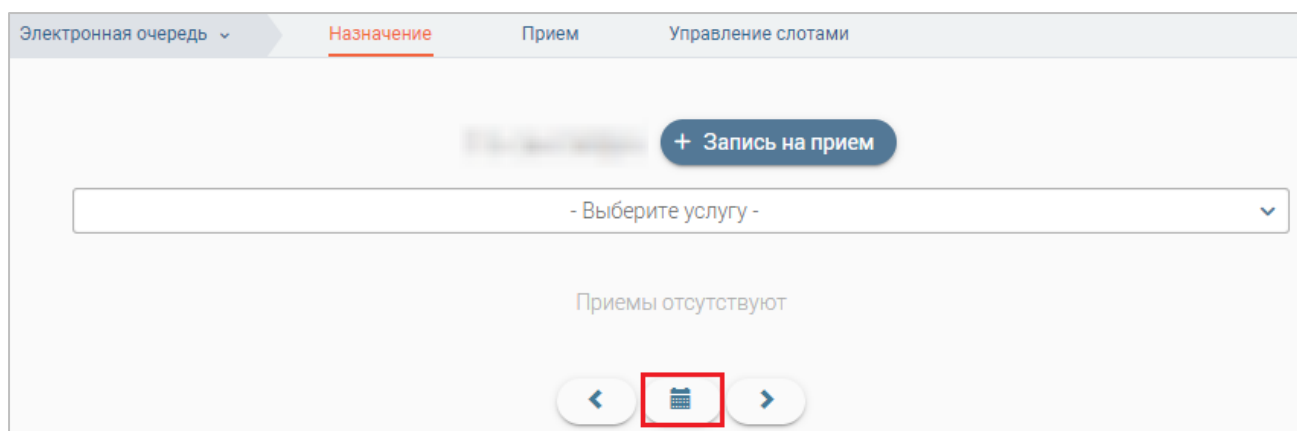 Электронная очередь Назначение Прием Управление слотами
+ Запись на прием
- Выберите услугу -
Приемы отсутствуют